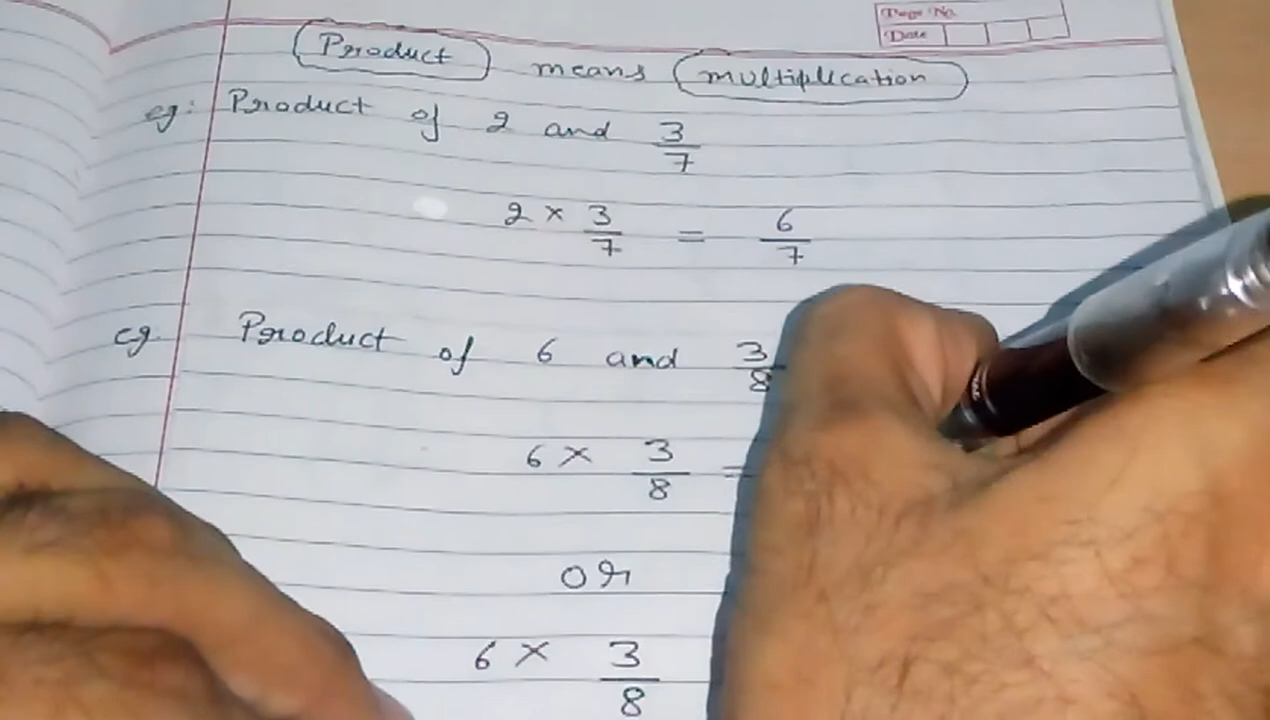 Page No.
Date
Product means multiplication
eg: Product of 2 and 3/7
2 × 3/7 = 6/7
eg. Product of 6 and 3/8
6 × 3/8 =
or
6 × 3/8